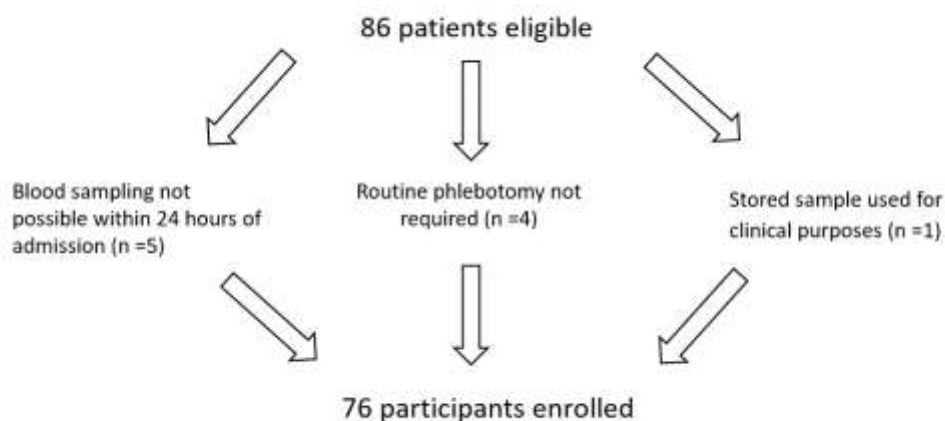 86 patients eligible
Blood sampling not
possible within 24 hours of
admission (n =5)
Routine phlebotomy not
required (n =4)
Stored sample used for
clinical purposes (n =1)
76 participants enrolled